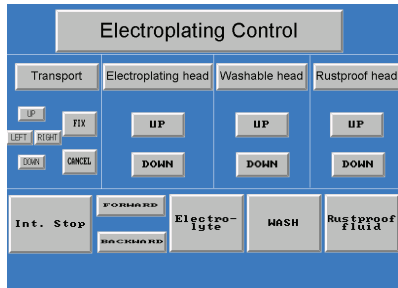 Electroplating Control
Transport
Electroplating head
Washable head
Rustproof head
UP
FIX
UP
UP
UP
LEFT
RIGHT
DOWN
CANCEL
DOWN
DOWN
DOWN
Int. Stop
FORWARD
BACKWARD
Electro-
lyte
WASH
Rustproof
fluid